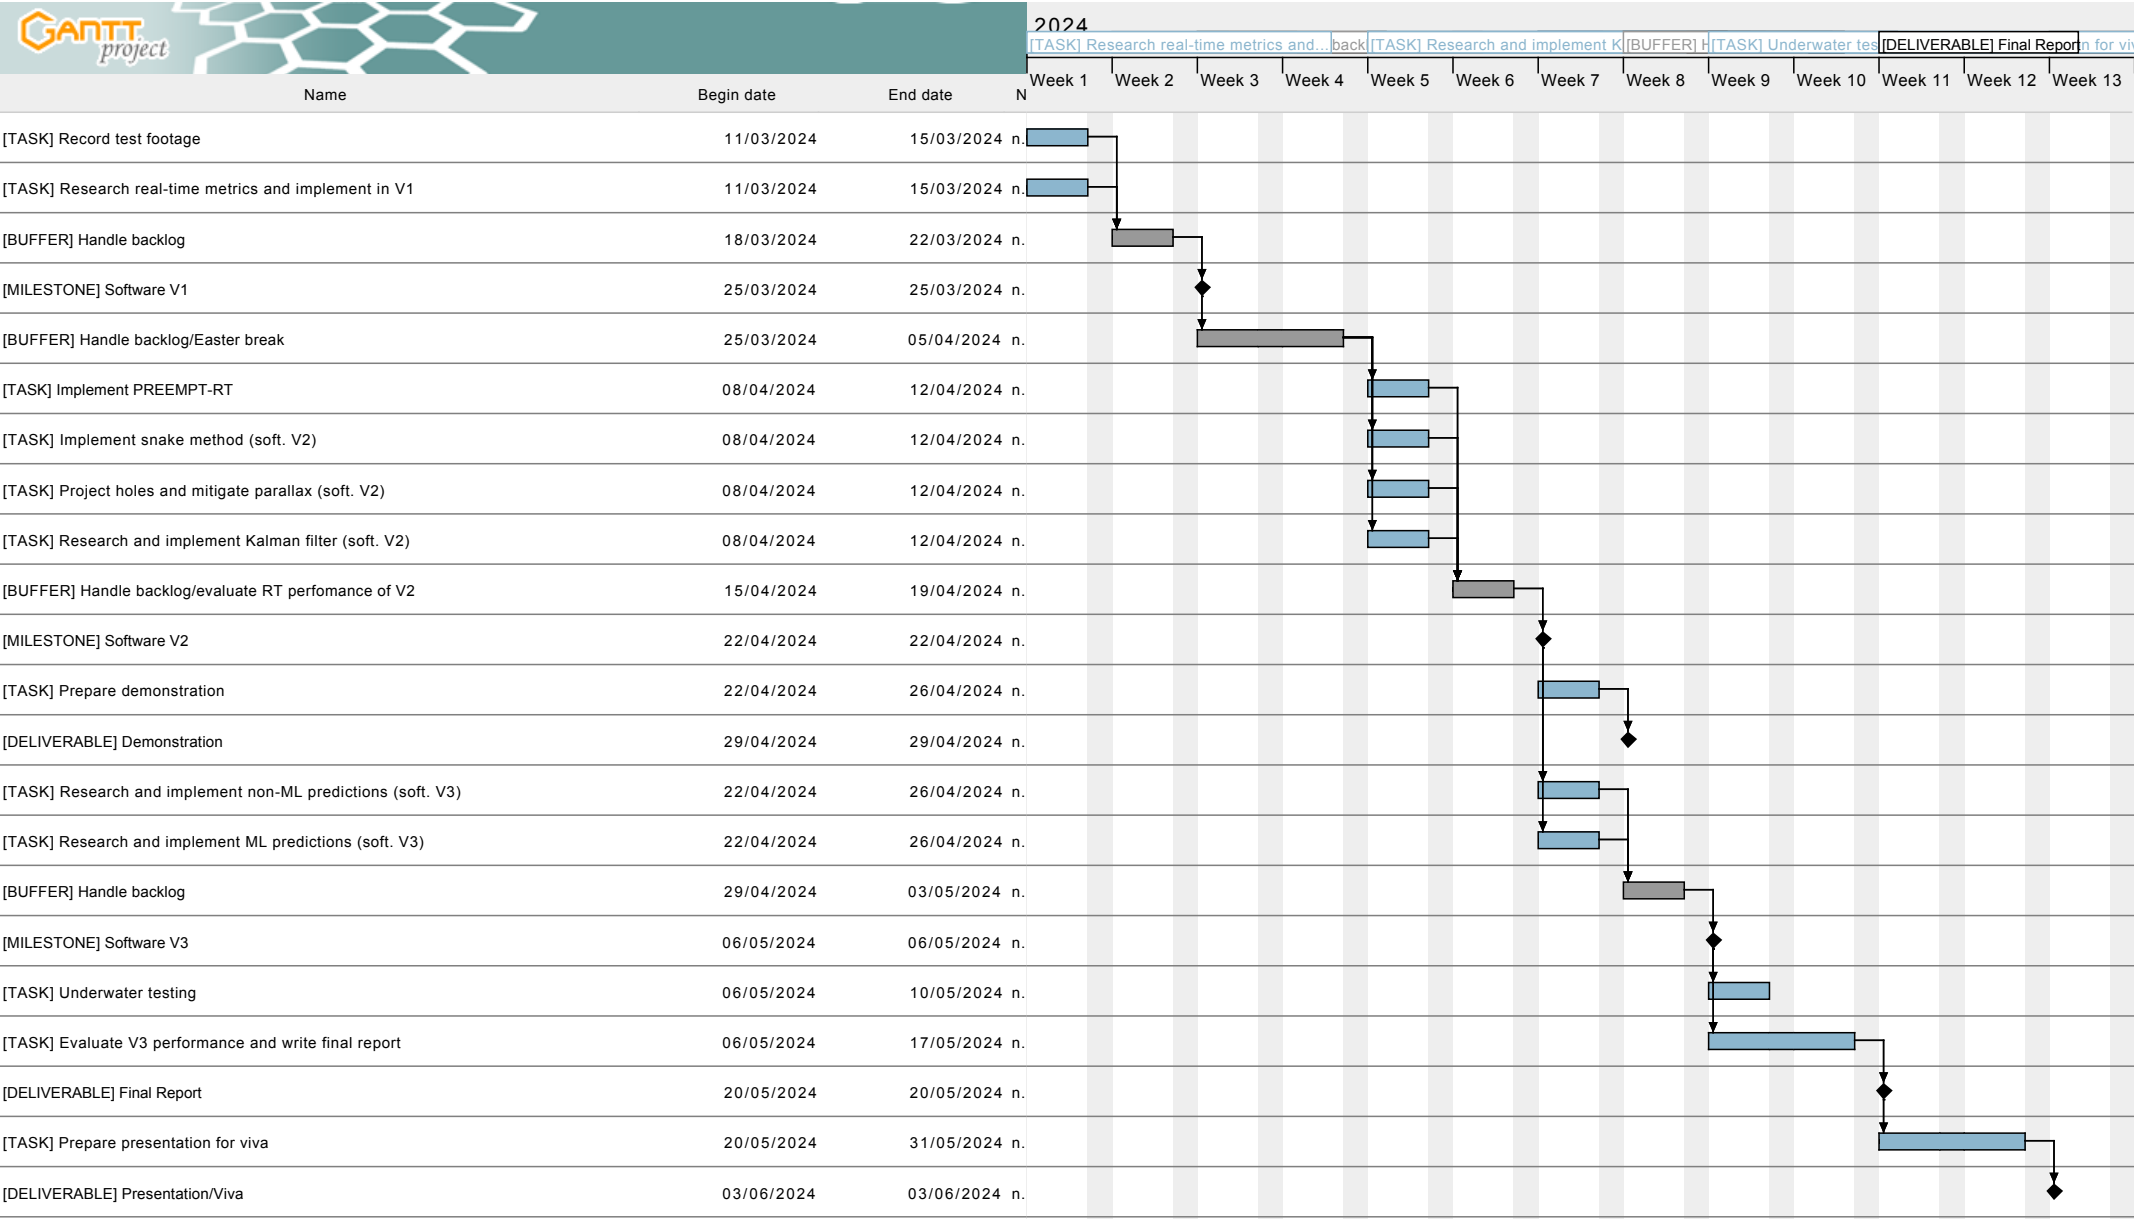 GANTT
project
2024
[TASK] Research real-time metrics and... back [TASK] Research and implement K [BUFFER] H [TASK] Underwater tes [DELIVERABLE] Final Report n for viv
Week 1 Week 2 Week 3 Week 4 Week 5 Week 6 Week 7 Week 8 Week 9 Week 10 Week 11 Week 12 Week 13
Name Begin date End date N
[TASK] Record test footage 11/03/2024 15/03/2024 n.
[TASK] Research real-time metrics and implement in V1 11/03/2024 15/03/2024 n.
[BUFFER] Handle backlog 18/03/2024 22/03/2024 n.
[MILESTONE] Software V1 25/03/2024 25/03/2024 n.
[BUFFER] Handle backlog/Easter break 25/03/2024 05/04/2024 n.
[TASK] Implement PREEMPT-RT 08/04/2024 12/04/2024 n.
[TASK] Implement snake method (soft. V2) 08/04/2024 12/04/2024 n.
[TASK] Project holes and mitigate parallax (soft. V2) 08/04/2024 12/04/2024 n.
[TASK] Research and implement Kalman filter (soft. V2) 08/04/2024 12/04/2024 n.
[BUFFER] Handle backlog/evaluate RT perfomance of V2 15/04/2024 19/04/2024 n.
[MILESTONE] Software V2 22/04/2024 22/04/2024 n.
[TASK] Prepare demonstration 22/04/2024 26/04/2024 n.
[DELIVERABLE] Demonstration 29/04/2024 29/04/2024 n.
[TASK] Research and implement non-ML predictions (soft. V3) 22/04/2024 26/04/2024 n.
[TASK] Research and implement ML predictions (soft. V3) 22/04/2024 26/04/2024 n.
[BUFFER] Handle backlog 29/04/2024 03/05/2024 n.
[MILESTONE] Software V3 06/05/2024 06/05/2024 n.
[TASK] Underwater testing 06/05/2024 10/05/2024 n.
[TASK] Evaluate V3 performance and write final report 06/05/2024 17/05/2024 n.
[DELIVERABLE] Final Report 20/05/2024 20/05/2024 n.
[TASK] Prepare presentation for viva 20/05/2024 31/05/2024 n.
[DELIVERABLE] Presentation/Viva 03/06/2024 03/06/2024 n.